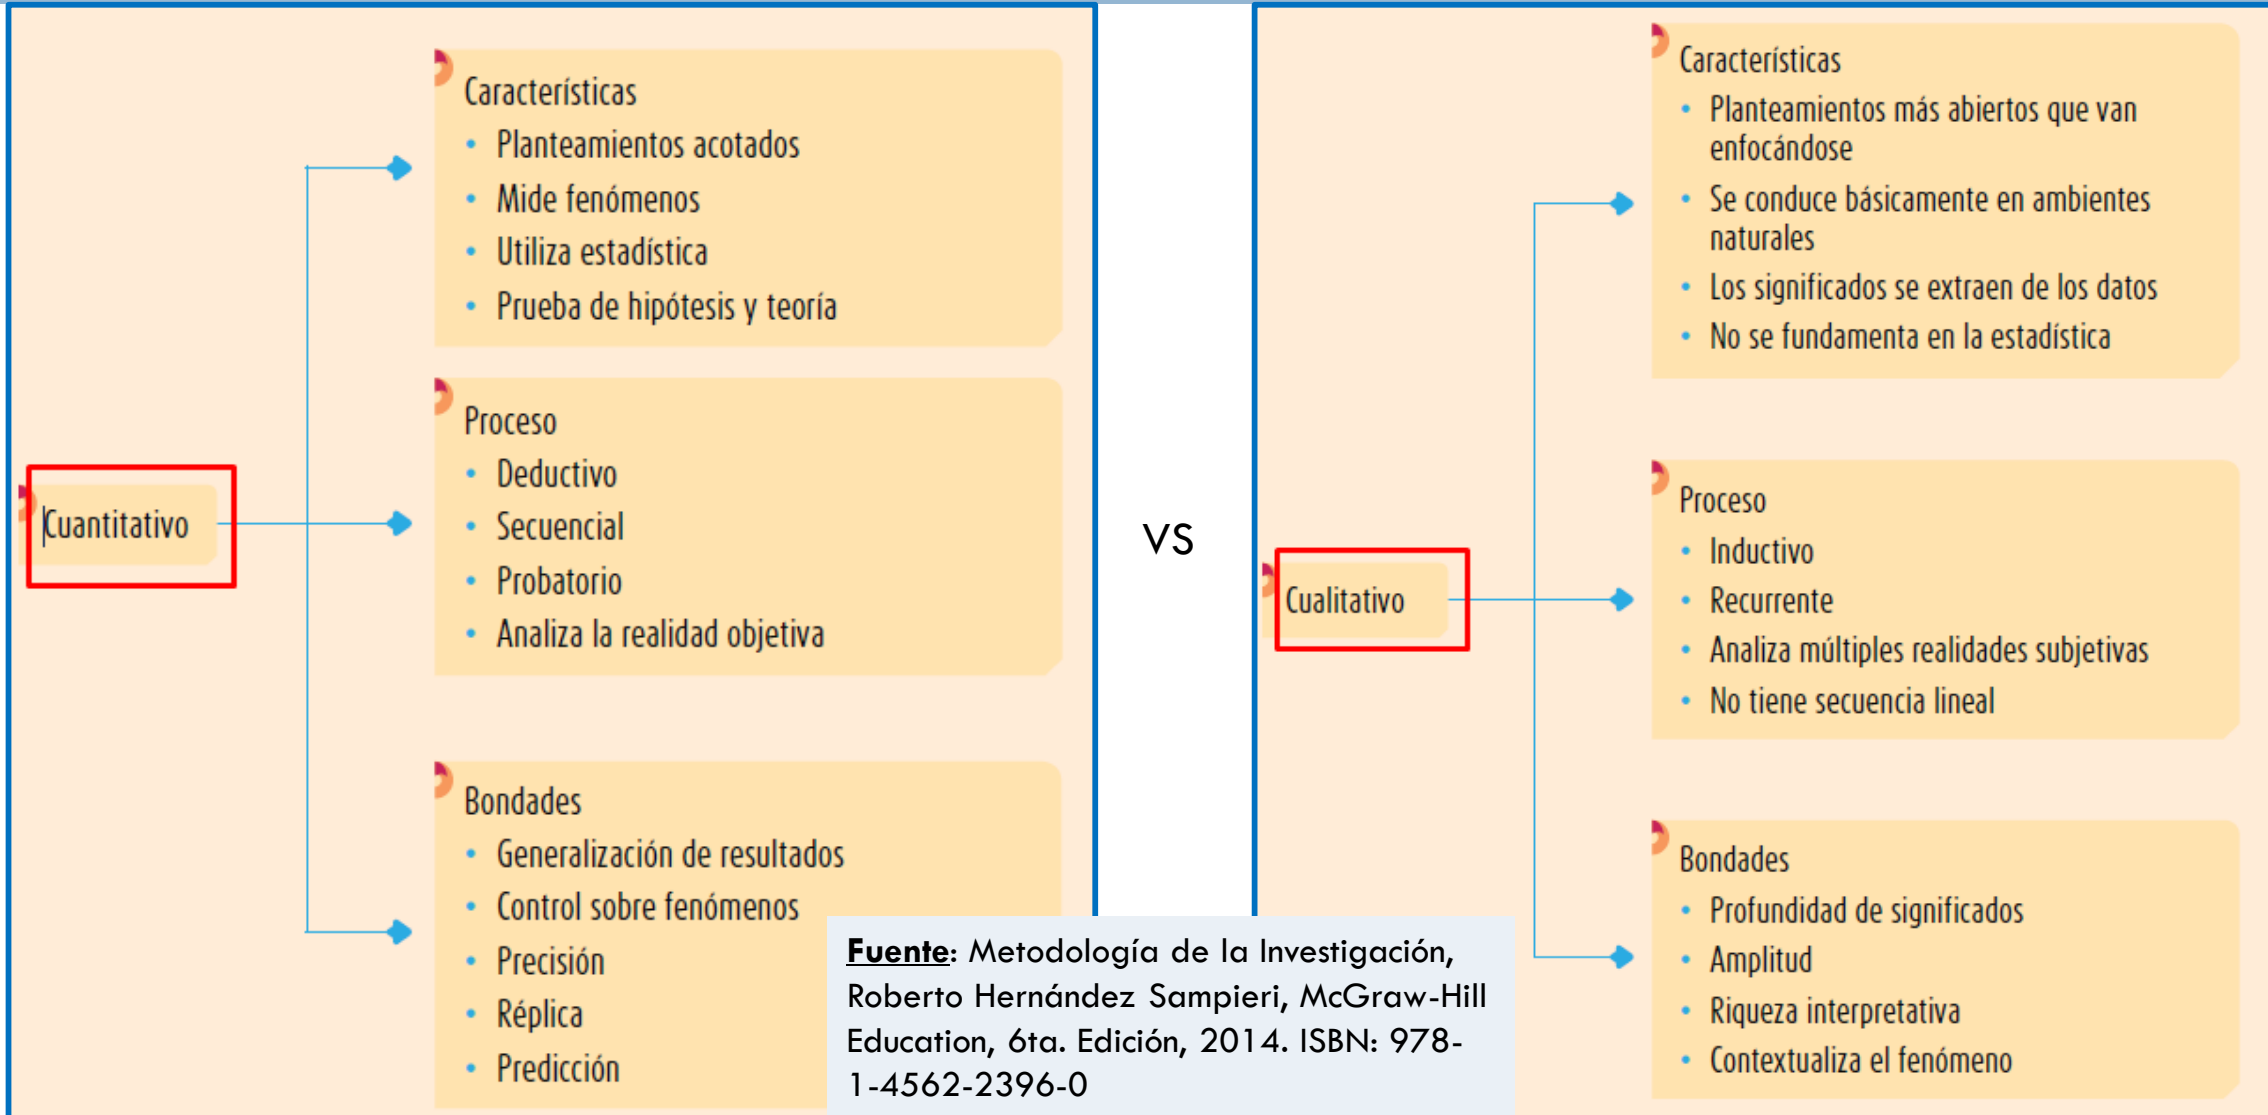 Cuantitativo
Características
• Planteamientos acotados
• Mide fenómenos
• Utiliza estadística
• Prueba de hipótesis y teoría
Proceso
• Deductivo
• Secuencial
• Probatorio
• Analiza la realidad objetiva
Bondades
• Generalización de resultados
• Control sobre fenómenos
• Precisión
• Réplica
• Predicción
VS
Cualitativo
Características
• Planteamientos más abiertos que van
enfocándose
• Se conduce básicamente en ambientes
naturales
• Los significados se extraen de los datos
• No se fundamenta en la estadística
Proceso
• Inductivo
• Recurrente
• Analiza múltiples realidades subjetivas
• No tiene secuencia lineal
Bondades
• Profundidad de significados
• Amplitud
• Riqueza interpretativa
• Contextualiza el fenómeno
Fuente: Metodología de la Investigación,
Roberto Hernández Sampieri, McGraw-Hill
Education, 6ta. Edición, 2014. ISBN: 978-
1-4562-2396-0